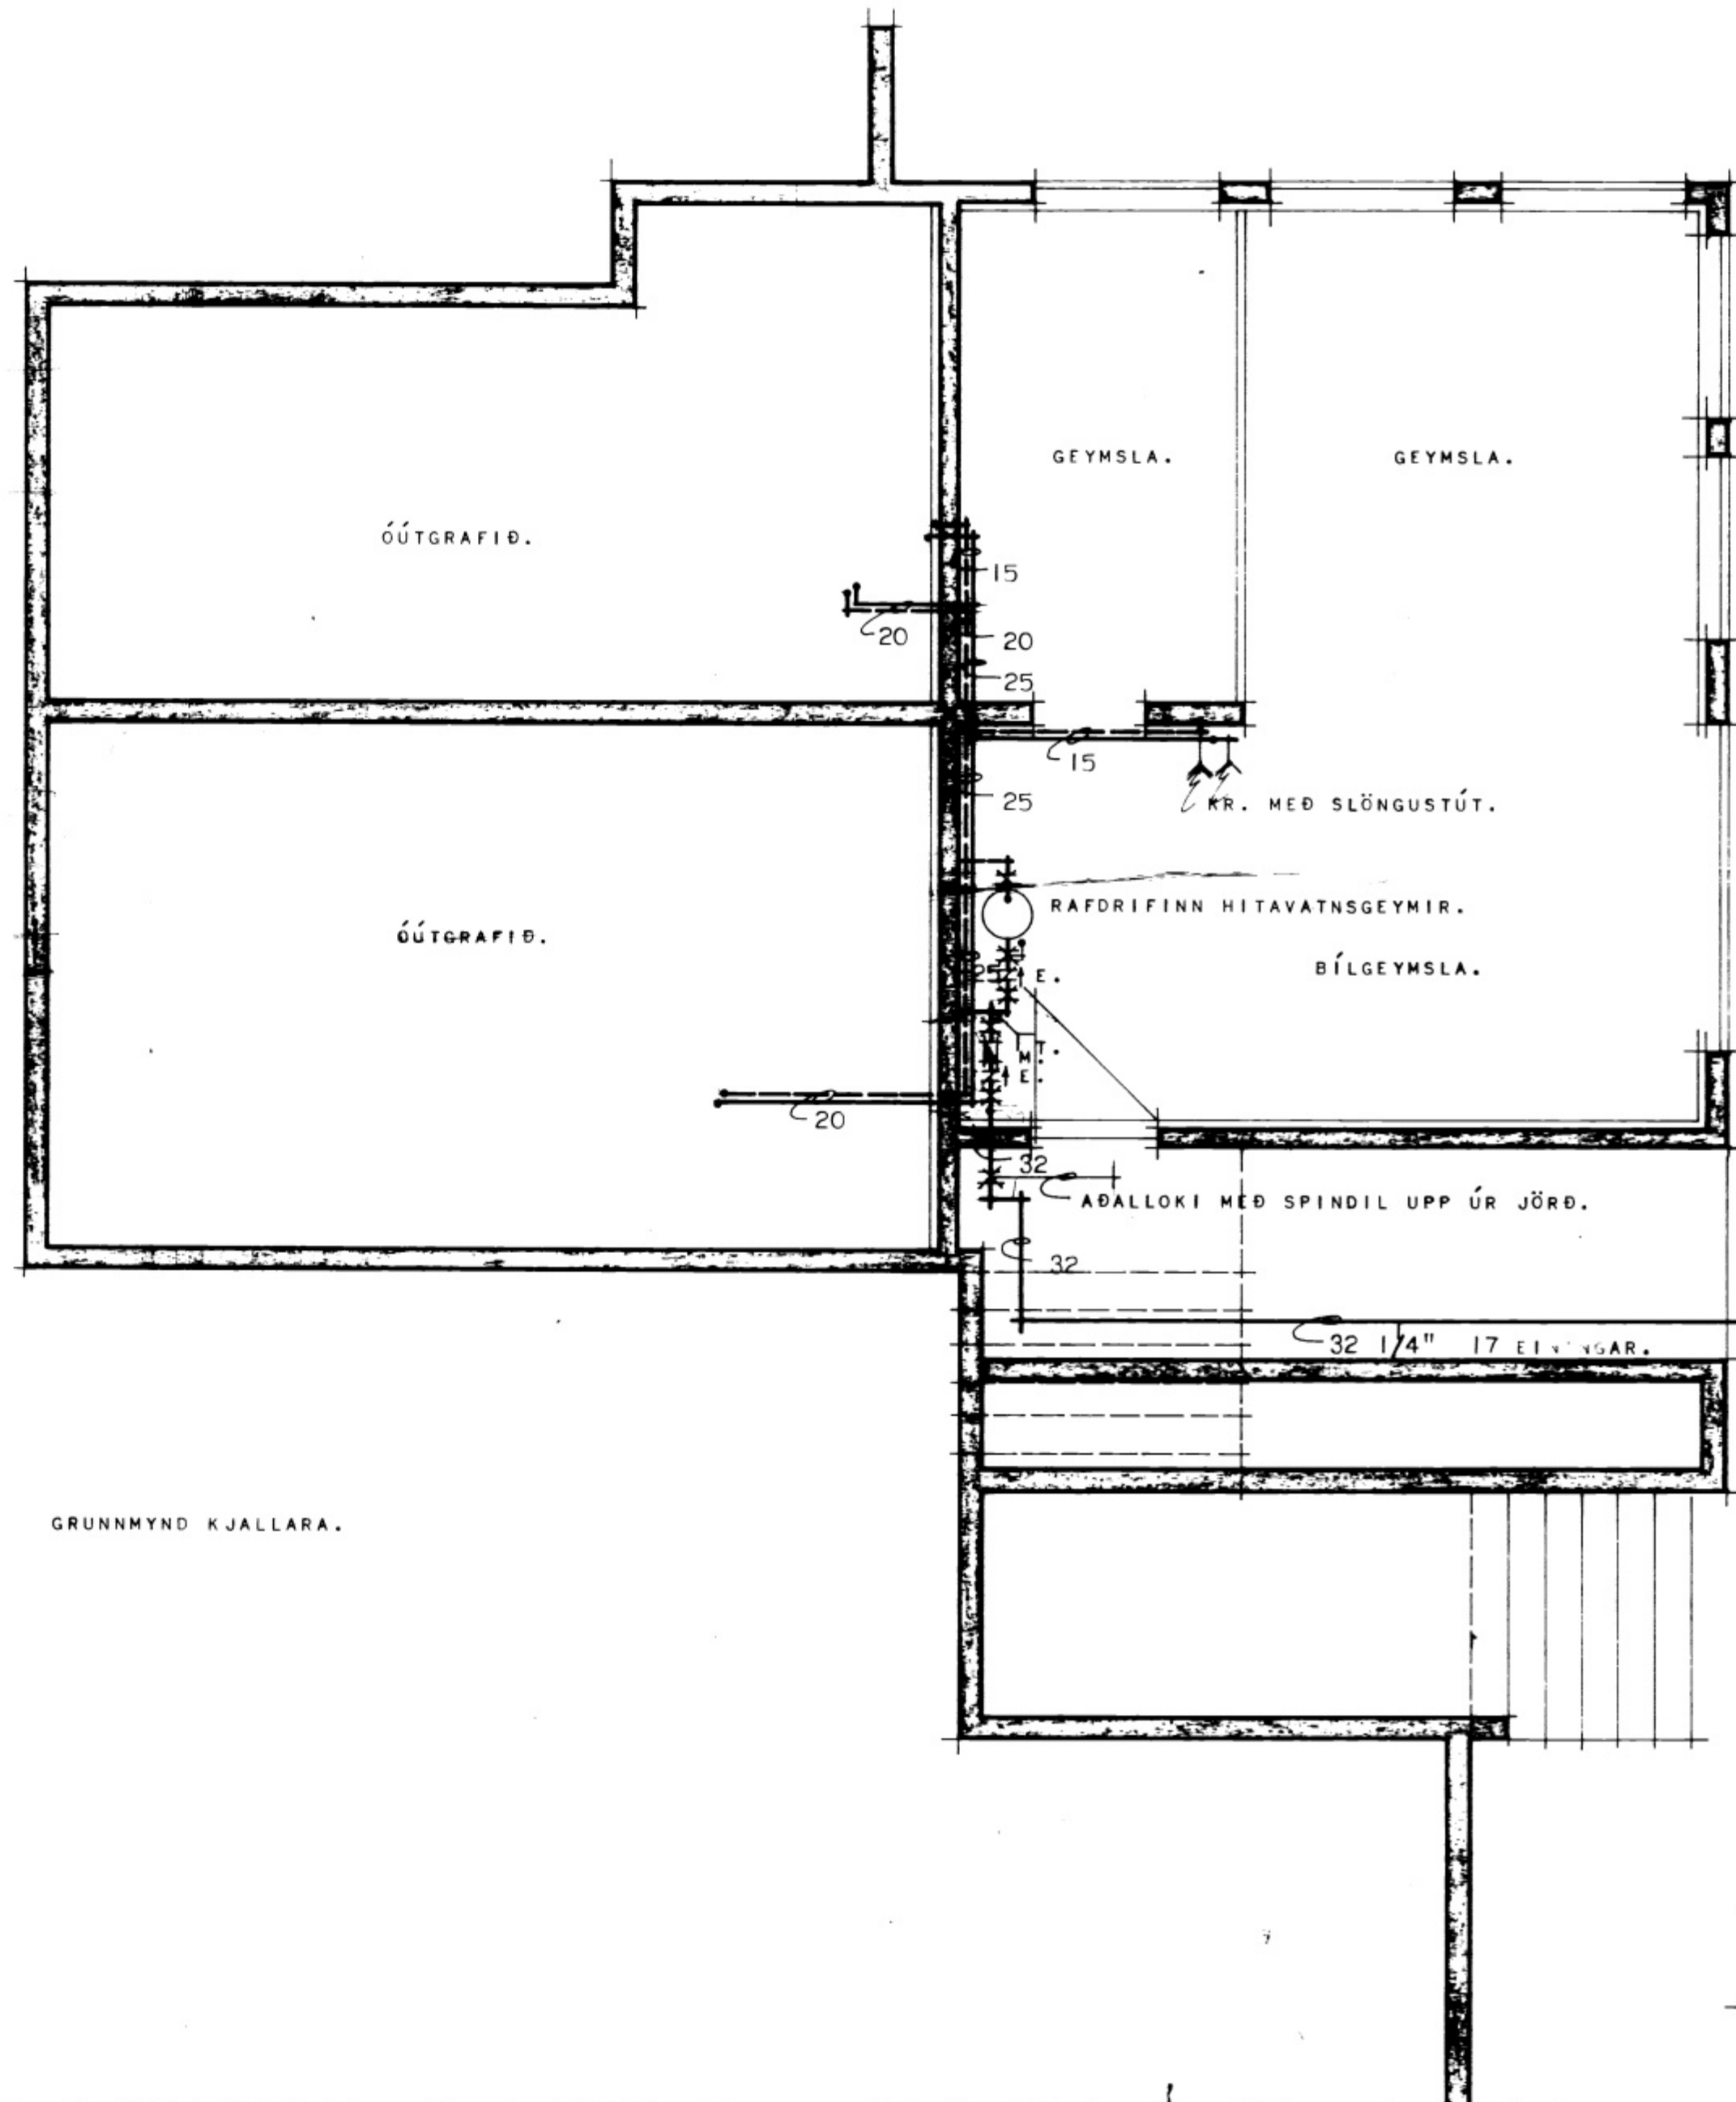 GEYMSLA.
GEYMSLA.
ÓÚTGRAFIÐ.
15
20
20
25
15
25
KR. MEÐ SLÖNGUSTÚT.
RAFDRIFINN HITAVATNSGEYMIR.
ÓÚTGRAFIÐ.
BÍLGEYMSLA.
25
E.
T.
M.
E.
20
32
AÐALLOKI MEÐ SPINDIL UPP ÚR JÖRÐ.
32
32 1/4" 17
GRUNNMYND KJALLARA.